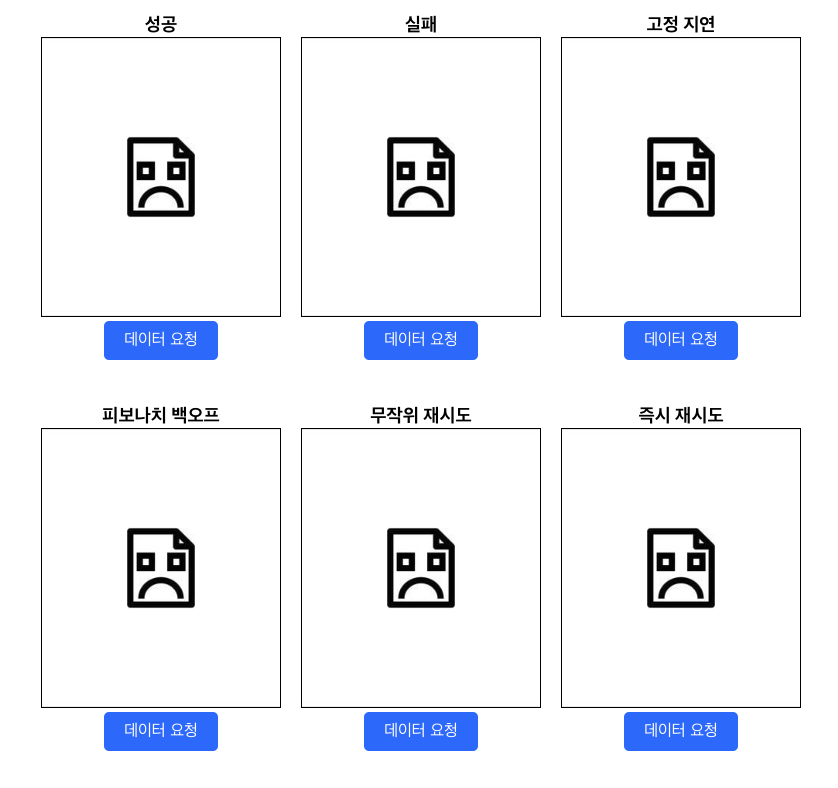 성공
실패
고정 지연
데이터 요청
데이터 요청
데이터 요청
피보나치 백오프
무작위 재시도
즉시 재시도
데이터 요청
데이터 요청
데이터 요청